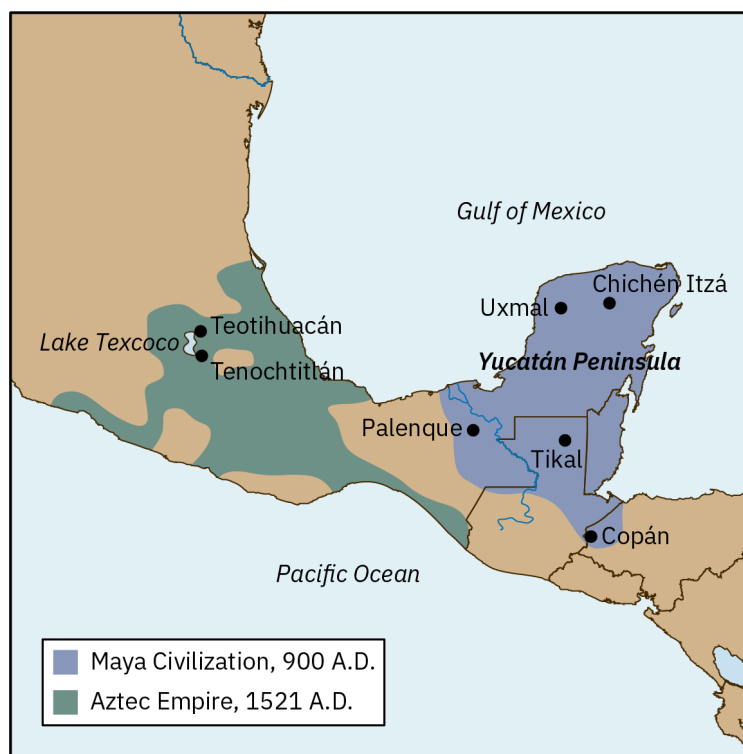 Gulf of Mexico
Chichén Itzá
Uxmal
Teotihuacán
Lake Texcoco
Yucatán Peninsula
Tenochtitlán
Palenque
Tikal
Copán
Pacific Ocean
Maya Civilization, 900 A.D.
Aztec Empire, 1521 A.D.